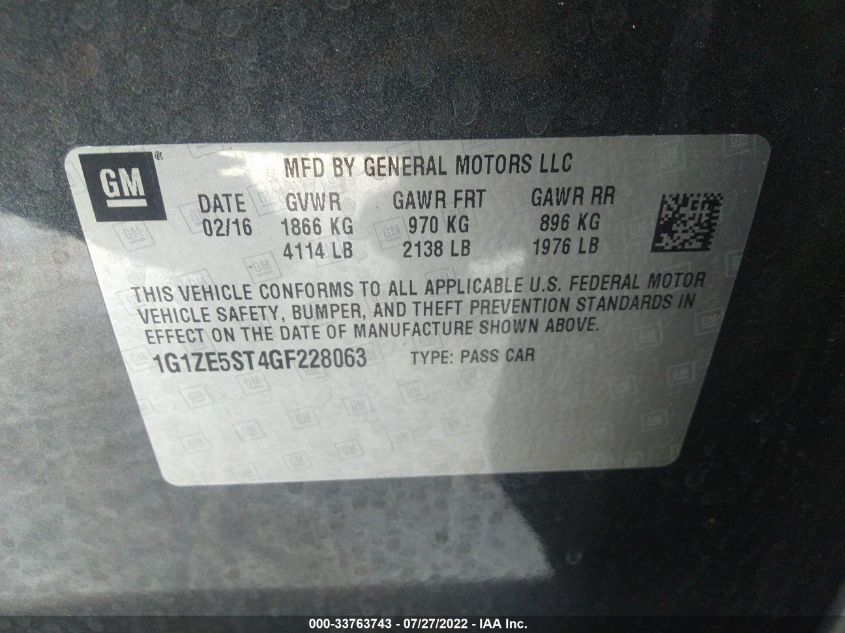 GM
MFD BY GENERAL MOTORS LLC
DATE GVWR GAWR FRT GAWR RR
02/16 1866 KG 970 KG 896 KG
4114 LB 2138 LB 1976 LB
THIS VEHICLE CONFORMS TO ALL APPLICABLE U.S. FEDERAL MOTOR
VEHICLE SAFETY, BUMPER, AND THEFT PREVENTION STANDARDS IN
EFFECT ON THE DATE OF MANUFACTURE SHOWN ABOVE.
1G1ZE5ST4GF228063 TYPE: PASS CAR
000-33763743 - 07/27/2022 - IAA Inc.